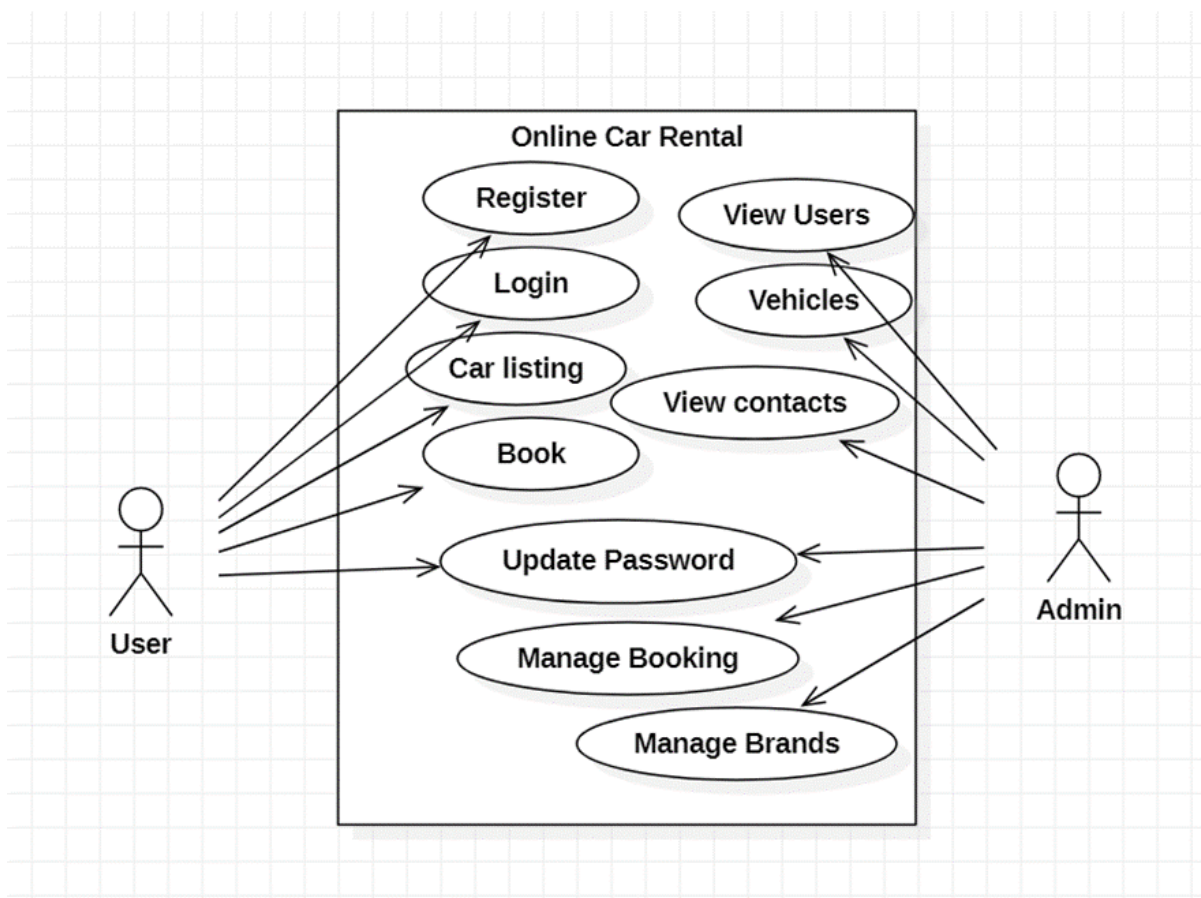 Online Car Rental
Register
View Users
Login
Vehicles
Car listing
View contacts
Book
Update Password
Admin
User
Manage Booking
Manage Brands